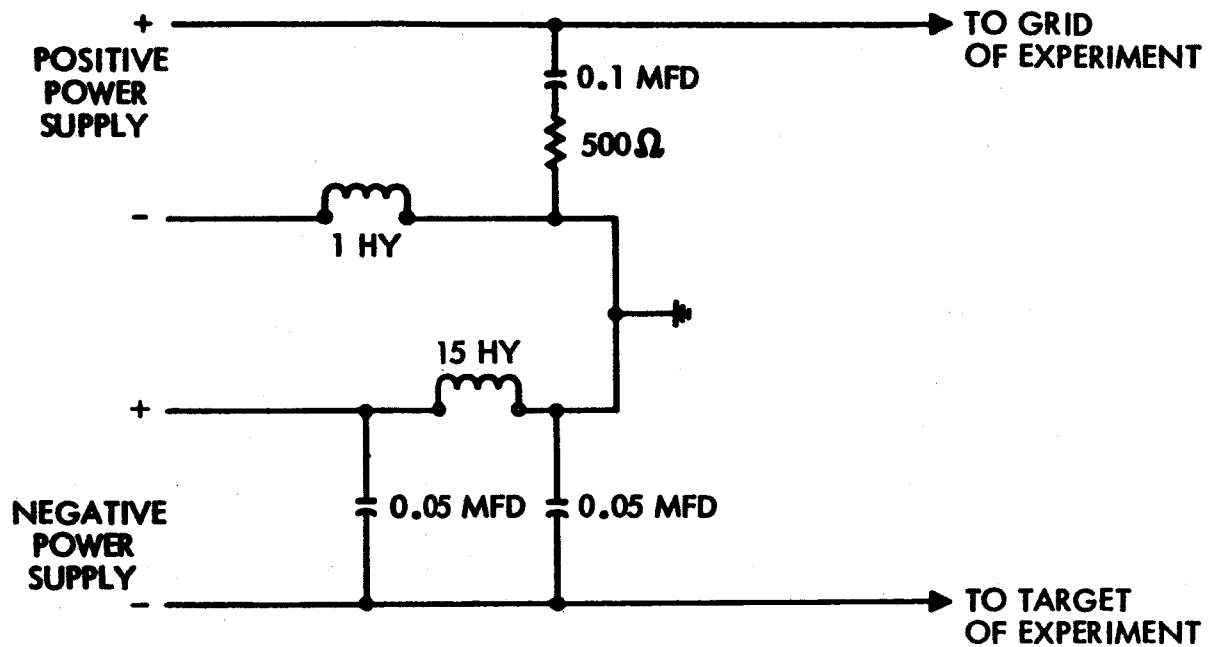 +
POSITIVE
POWER
SUPPLY
TO GRID
OF EXPERIMENT
0.1 MFD
500Ω
-
1 HY
15 HY
+
0.05 MFD
0.05 MFD
NEGATIVE
POWER
SUPPLY
-
TO TARGET
OF EXPERIMENT